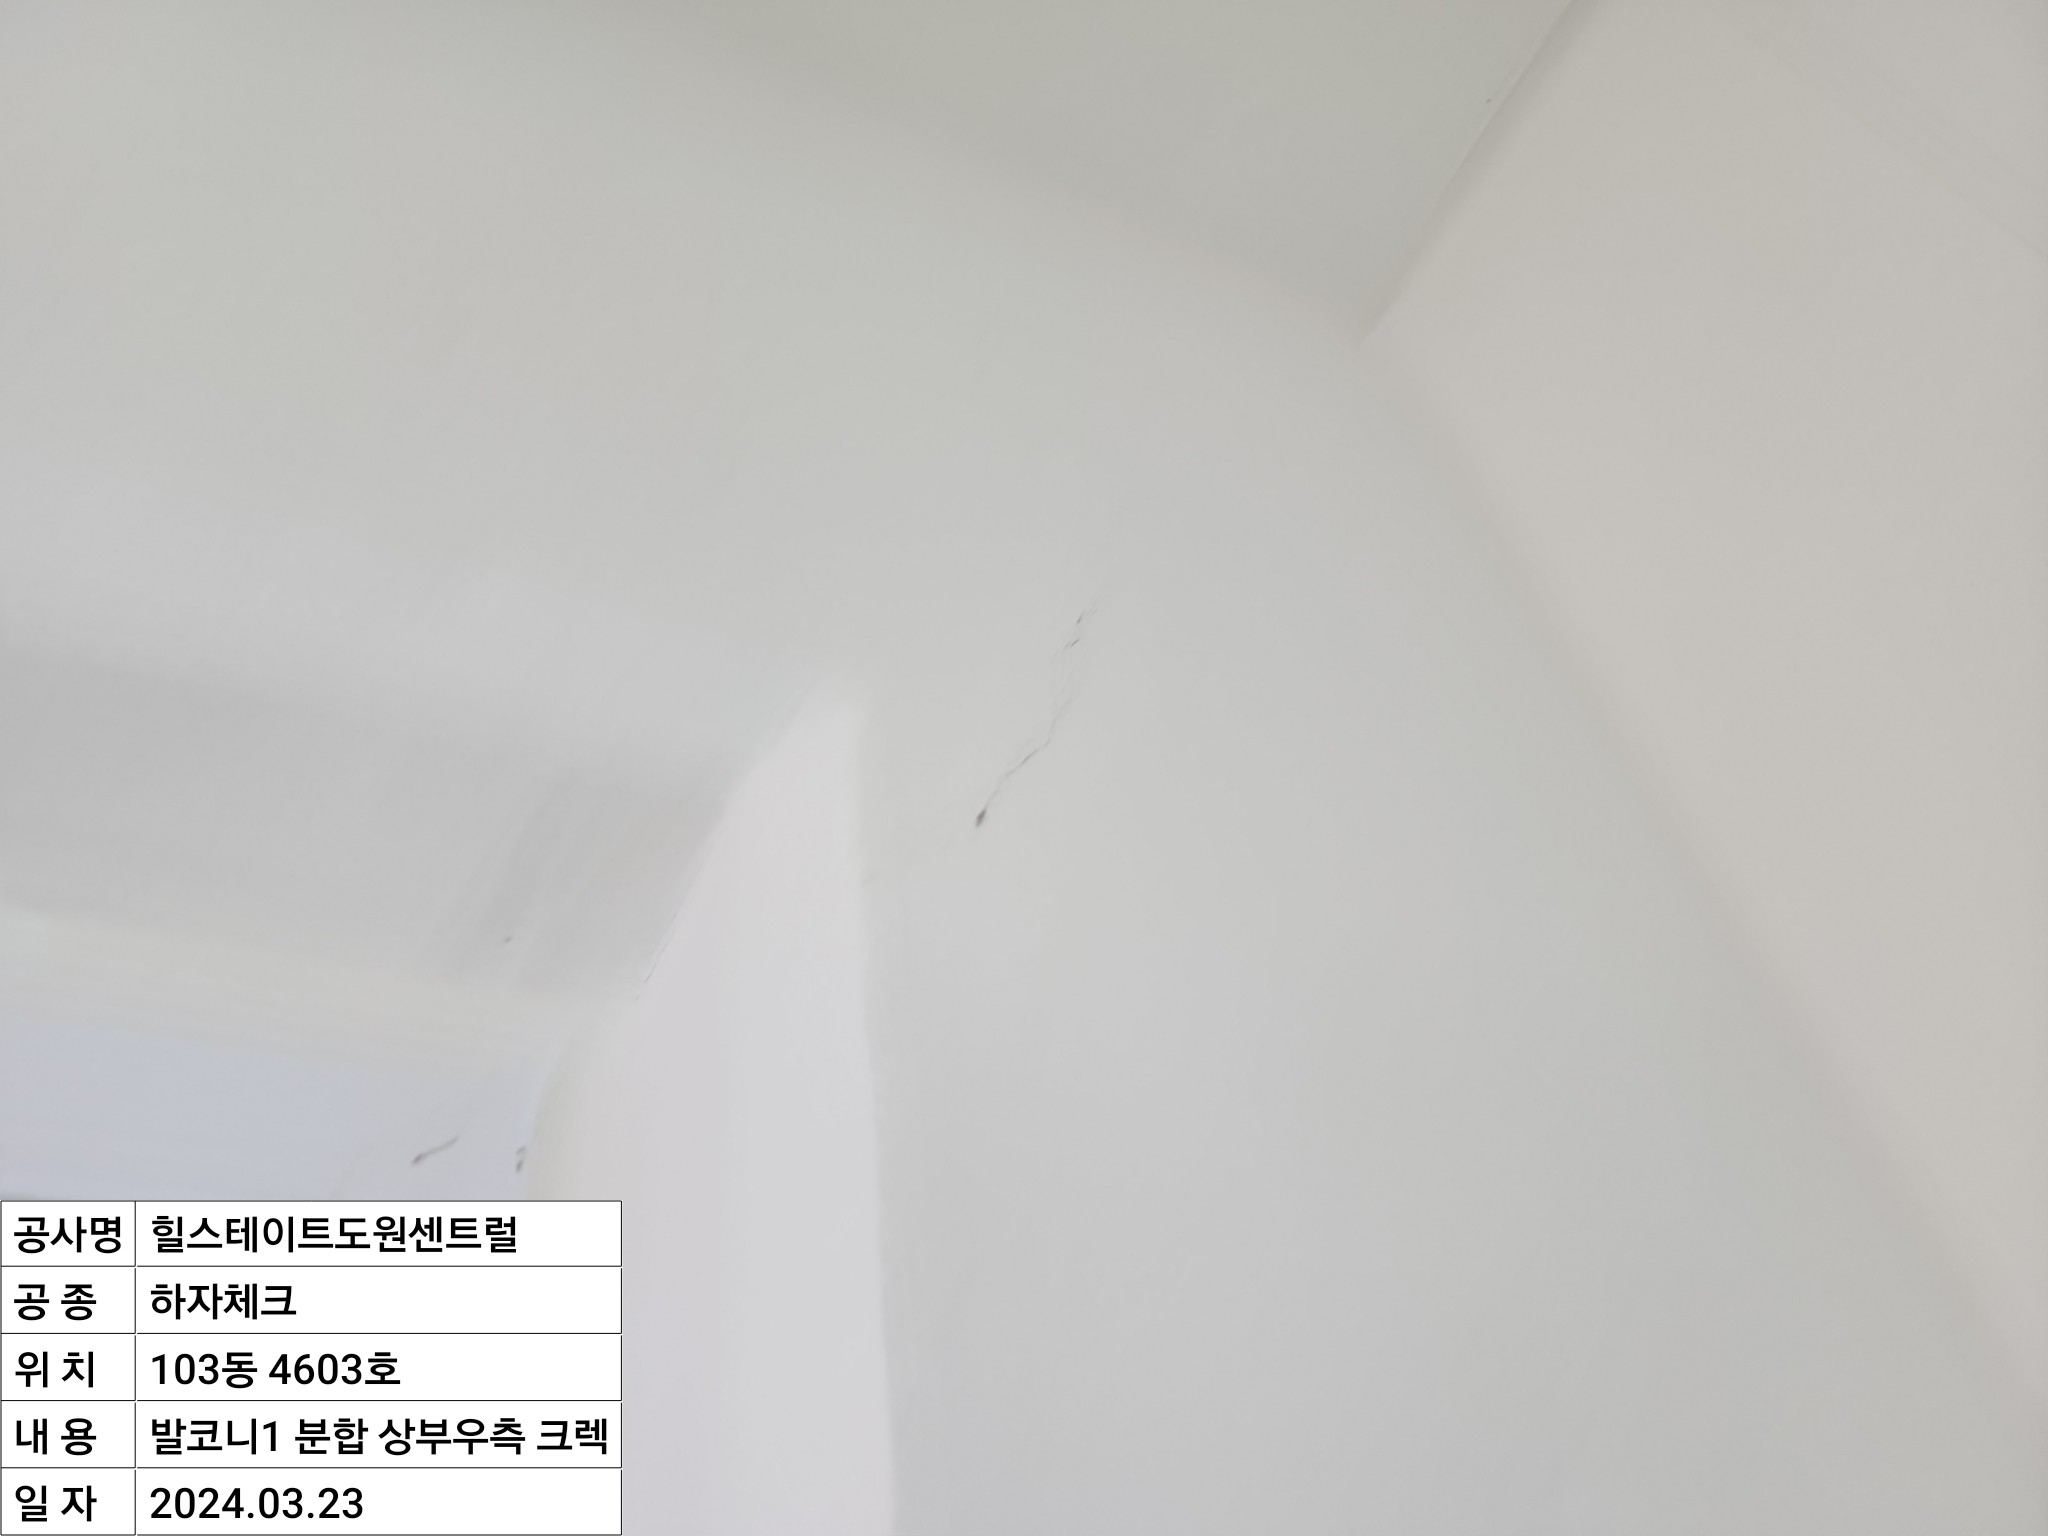 공사명 힐스테이트도원센트럴
공 종 하자체크
위 치 103동 4603호
내 용 발코니1 분합 상부우측 크렉
일 자 2024.03.23